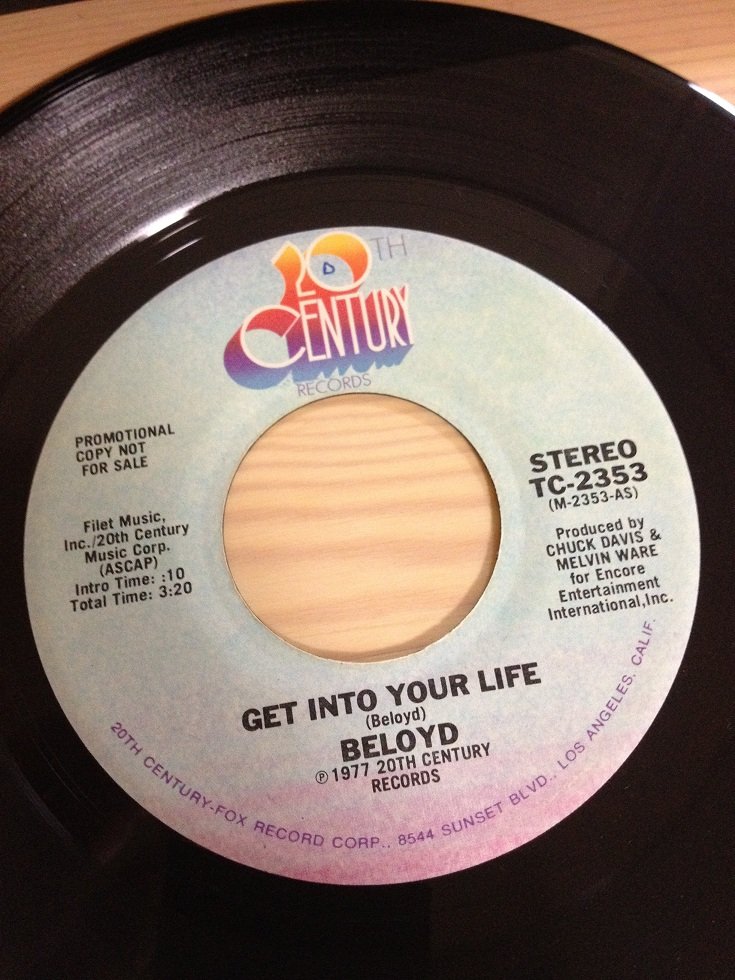 20TH
CENTURY
RECORDS
PROMOTIONAL
COPY NOT
FOR SALE
Filet Music,
Inc./20th Century
Music Corp.
(ASCAP)
Intro Time: :10
Total Time: 3:20
STEREO
TC-2353
(M-2353-AS)
Produced by
CHUCK DAVIS &
MELVIN WARE
for Encore
Entertainment
International,Inc.
GET INTO YOUR LIFE
(Beloyd)
BELOYD
℗ 1977 20TH CENTURY
RECORDS
20TH CENTURY-FOX RECORD CORP., 8544 SUNSET BLVD., LOS ANGELES, CALIF.